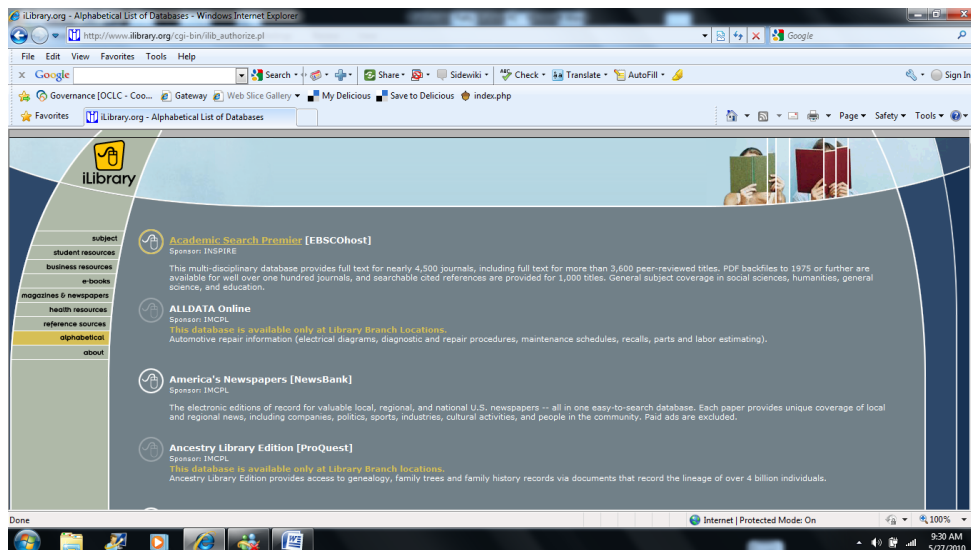 iLibrary.org - Alphabetical List of Databases - Windows Internet Explorer
http://www.ilibrary.org/cgi-bin/ilib_authorize.pl
Google
File Edit View Favorites Tools Help
x Google Search Share Sidewiki Check Translate AutoFill Sign In
Governance [OCLC - Coo... Gateway Web Slice Gallery My Delicious Save to Delicious index.php
Favorites iLibrary.org - Alphabetical List of Databases Page Safety Tools
iLibrary
subject
student resources
business resources
e-books
magazines & newspapers
health resources
reference sources
alphabetical
about
Academic Search Premier [EBSCOhost]
Sponsor: INSPIRE
This multi-disciplinary database provides full text for nearly 4,500 journals, including full text for more than 3,600 peer-reviewed titles. PDF backfiles to 1975 or further are
available for well over one hundred journals, and searchable cited references are provided for 1,000 titles. General subject coverage in social sciences, humanities, general
science, and education.
ALLDATA Online
Sponsor: IMCPL
This database is available only at Library Branch Locations.
Automotive repair information (electrical diagrams, diagnostic and repair procedures, maintenance schedules, recalls, parts and labor estimating).
America's Newspapers [NewsBank]
Sponsor: IMCPL
The electronic editions of record for valuable local, regional, and national U.S. newspapers -- all in one easy-to-search database. Each paper provides unique coverage of local
and regional news, including companies, politics, sports, industries, cultural activities, and people in the community. Paid ads are excluded.
Ancestry Library Edition [ProQuest]
Sponsor: IMCPL
This database is available only at Library Branch locations.
Ancestry Library Edition provides access to genealogy, family trees and family history records via documents that record the lineage of over 4 billion individuals.
Done Internet | Protected Mode: On 100%
9:30 AM
5/27/2010